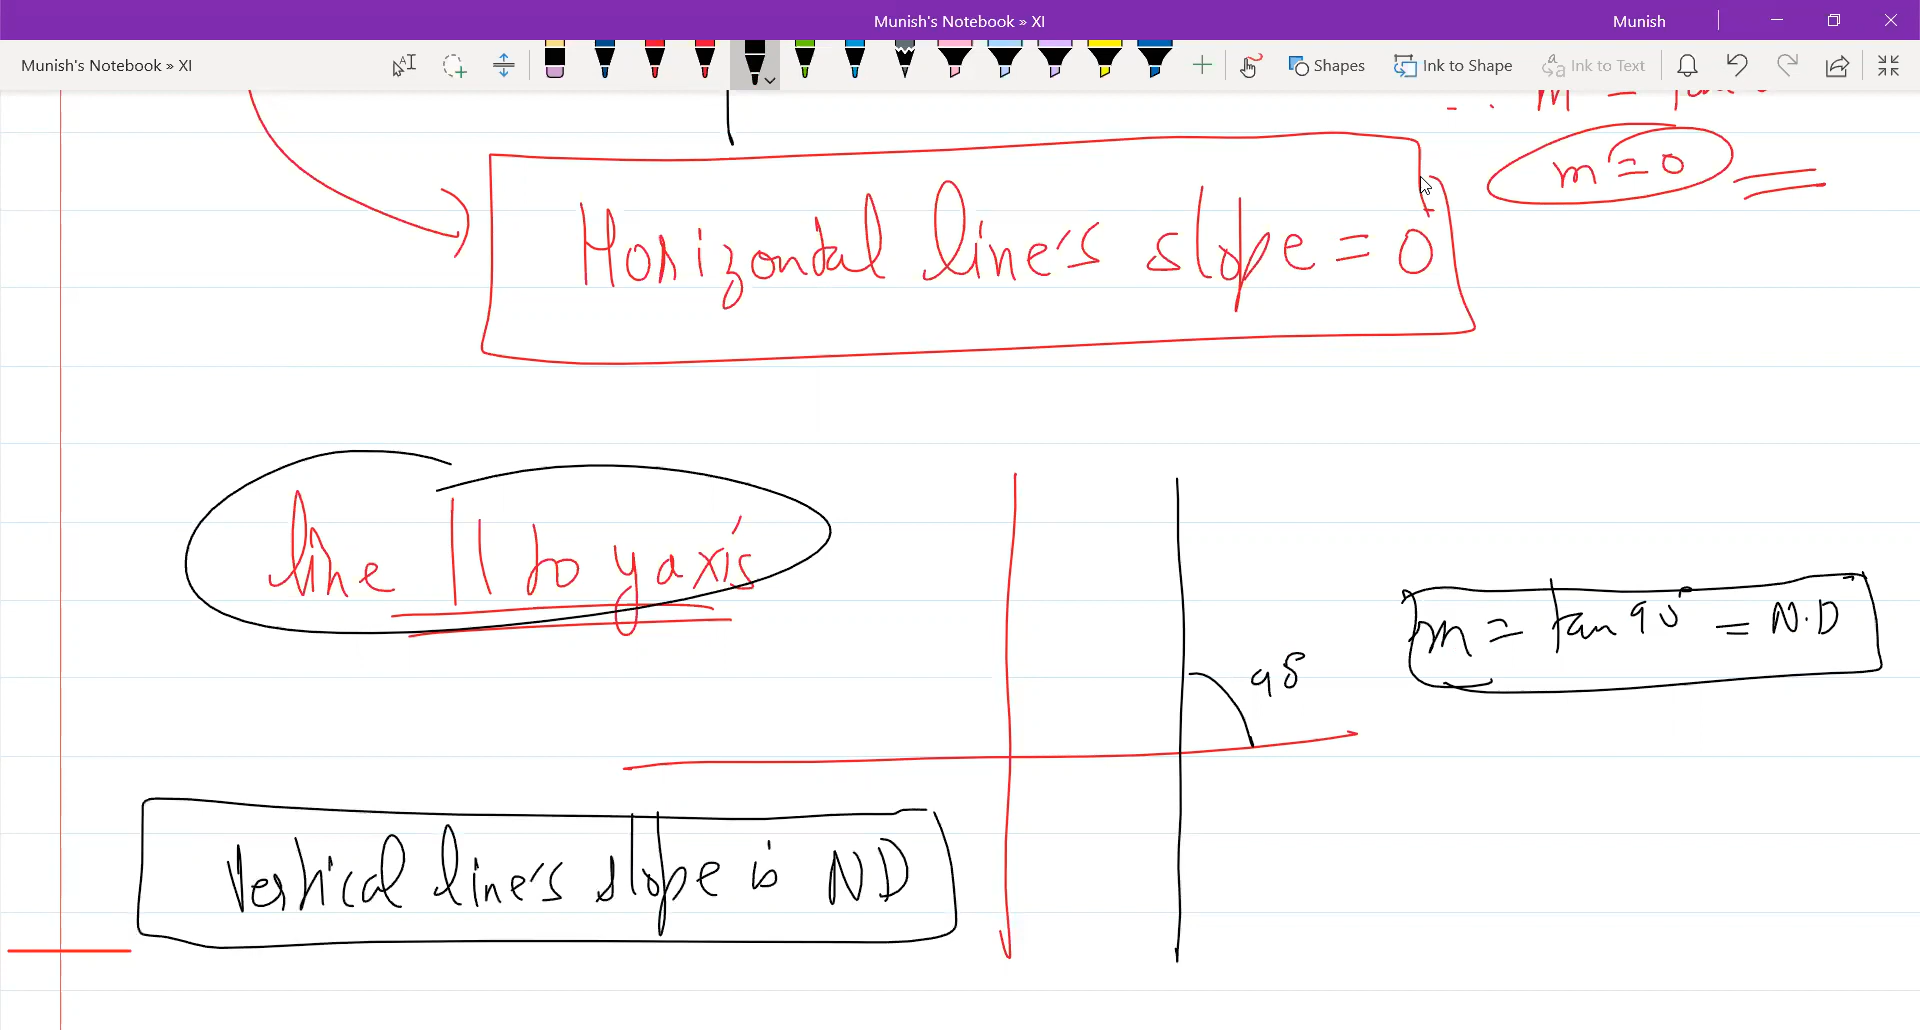 Munish's Notebook » XI
Munish
Munish's Notebook » XI
Shapes
Ink to Shape
Ink to Text
m = 0
Horizontal line's slope = 0
line || to y axis
m = tan 90° = N.D
90°
Vertical line's slope is ND